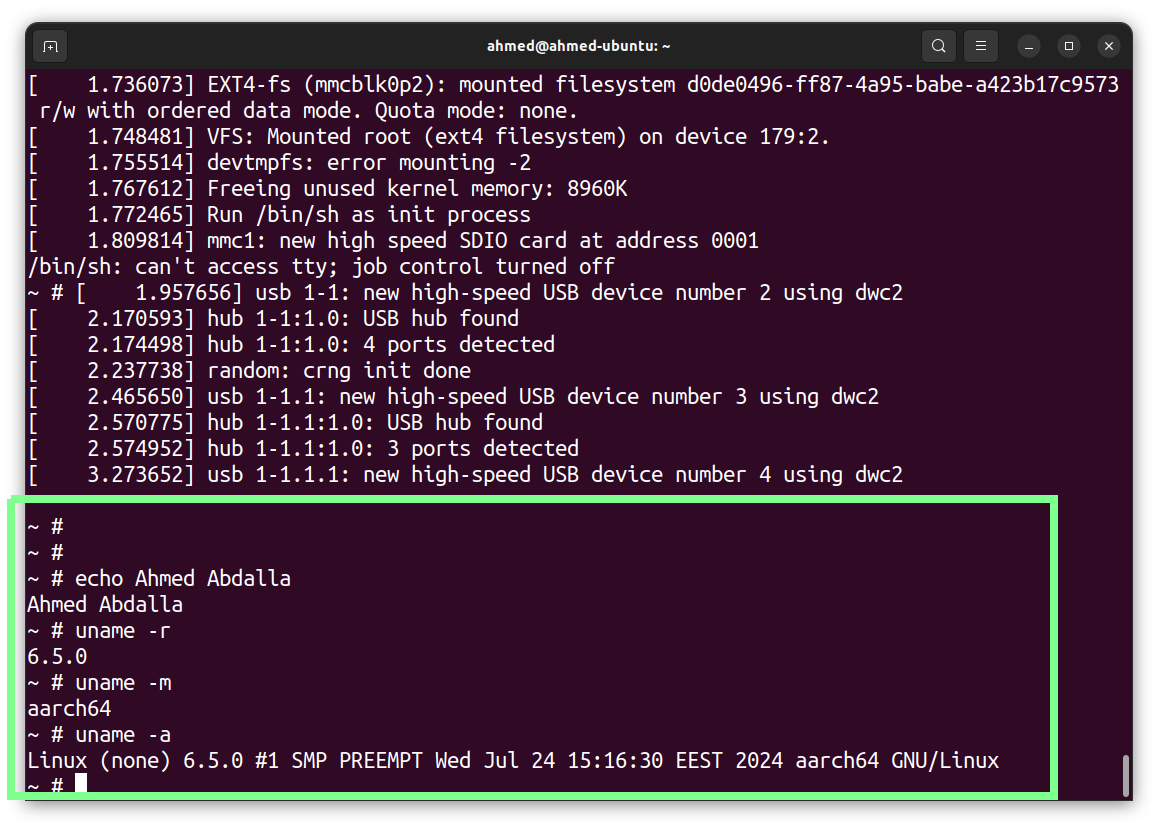 ahmed@ahmed-ubuntu: ~
[    1.736073] EXT4-fs (mmcblk0p2): mounted filesystem d0de0496-ff87-4a95-babe-a423b17c9573
 r/w with ordered data mode. Quota mode: none.
[    1.748481] VFS: Mounted root (ext4 filesystem) on device 179:2.
[    1.755514] devtmpfs: error mounting -2
[    1.767612] Freeing unused kernel memory: 8960K
[    1.772465] Run /bin/sh as init process
[    1.809814] mmc1: new high speed SDIO card at address 0001
/bin/sh: can't access tty; job control turned off
~ # [    1.957656] usb 1-1: new high-speed USB device number 2 using dwc2
[    2.170593] hub 1-1:1.0: USB hub found
[    2.174498] hub 1-1:1.0: 4 ports detected
[    2.237738] random: crng init done
[    2.465650] usb 1-1.1: new high-speed USB device number 3 using dwc2
[    2.570775] hub 1-1.1:1.0: USB hub found
[    2.574952] hub 1-1.1:1.0: 3 ports detected
[    3.273652] usb 1-1.1.1: new high-speed USB device number 4 using dwc2
~ #
~ #
~ # echo Ahmed Abdalla
Ahmed Abdalla
~ # uname -r
6.5.0
~ # uname -m
aarch64
~ # uname -a
Linux (none) 6.5.0 #1 SMP PREEMPT Wed Jul 24 15:16:30 EEST 2024 aarch64 GNU/Linux
~ #